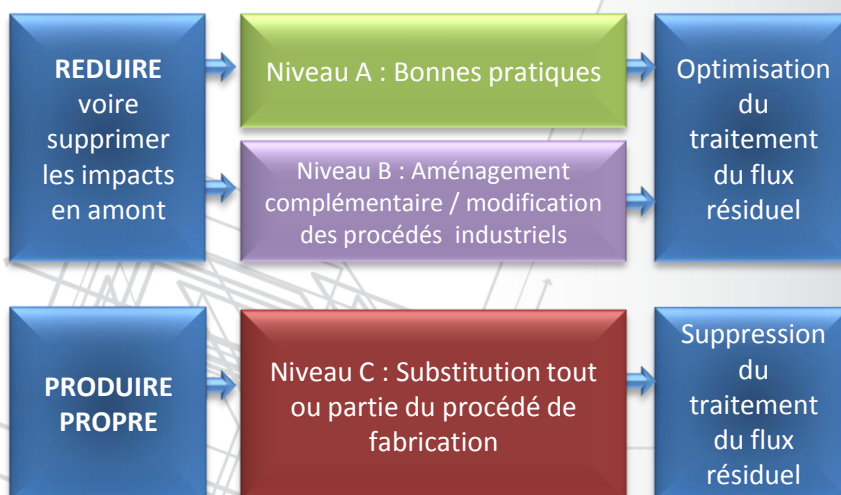 REDUIRE
voire
supprimer
les impacts
en amont
Niveau A : Bonnes pratiques
Niveau B : Aménagement
complémentaire / modification
des procédés industriels
Optimisation
du
traitement
du flux
résiduel
PRODUIRE
PROPRE
Niveau C : Substitution tout
ou partie du procédé de
fabrication
Suppression
du
traitement
du flux
résiduel